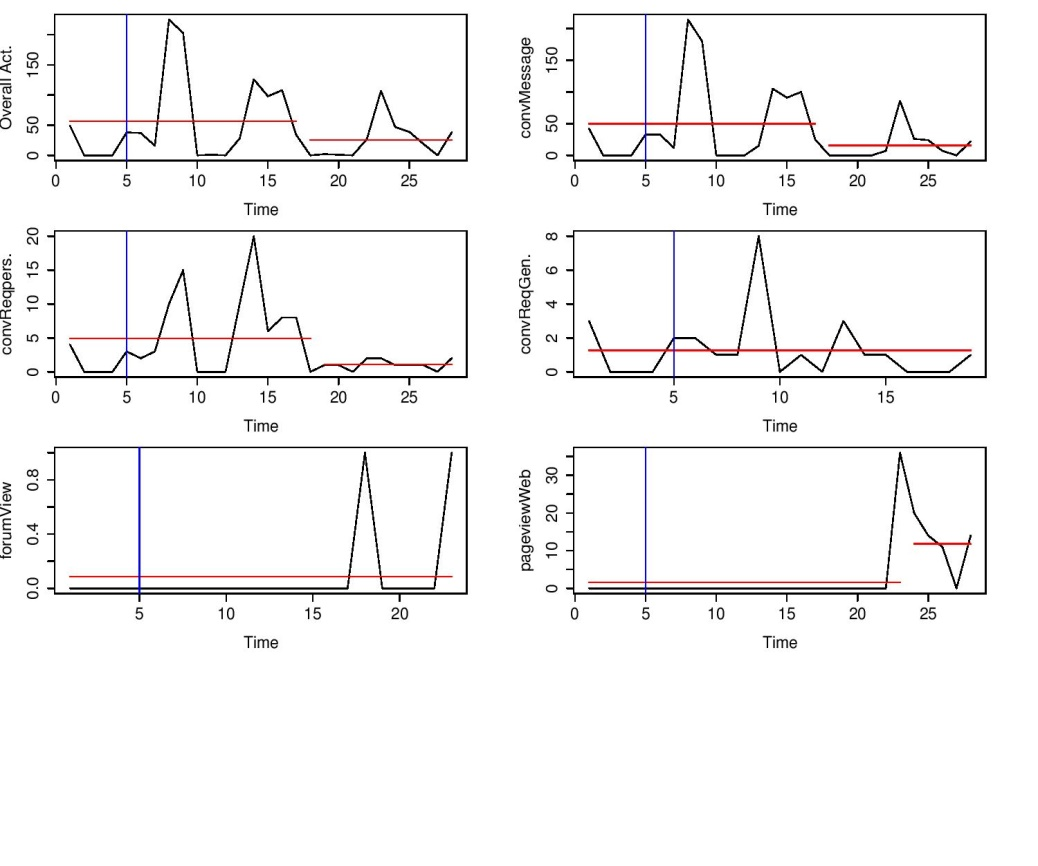 Overall Act.
0 50 150
0 5 10 15 20 25
Time
convMessage
0 50 150
0 5 10 15 20 25
Time
convReqpers.
0 5 10 15 20
0 5 10 15 20 25
Time
convReqGen.
0 2 4 6 8
5 10 15
Time
forumView
0.0 0.4 0.8
5 10 15 20
Time
pageviewWeb
0 10 20 30
0 5 10 15 20 25
Time